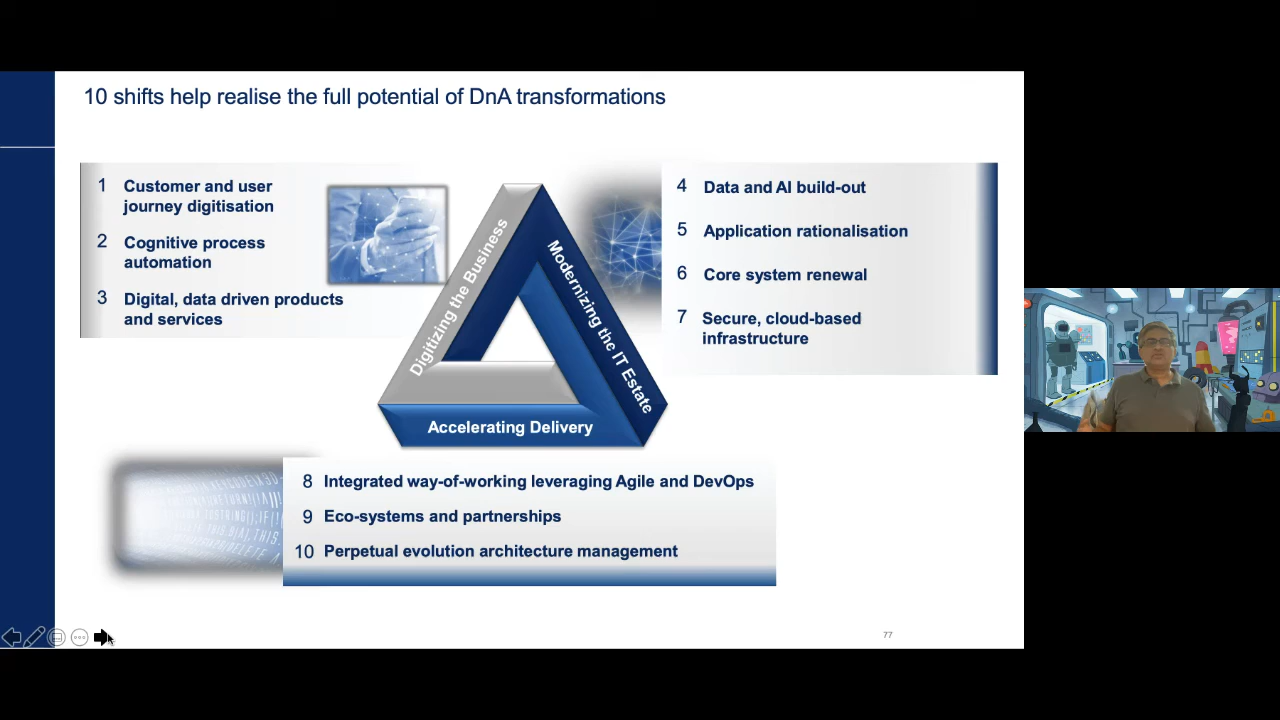 10 shifts help realise the full potential of DnA transformations
1 Customer and user
journey digitisation
2 Cognitive process
automation
3 Digital, data driven products
and services
Digitizing the Business
Modernizing the IT Estate
Accelerating Delivery
4 Data and AI build-out
5 Application rationalisation
6 Core system renewal
7 Secure, cloud-based
infrastructure
8 Integrated way-of-working leveraging Agile and DevOps
9 Eco-systems and partnerships
10 Perpetual evolution architecture management
77